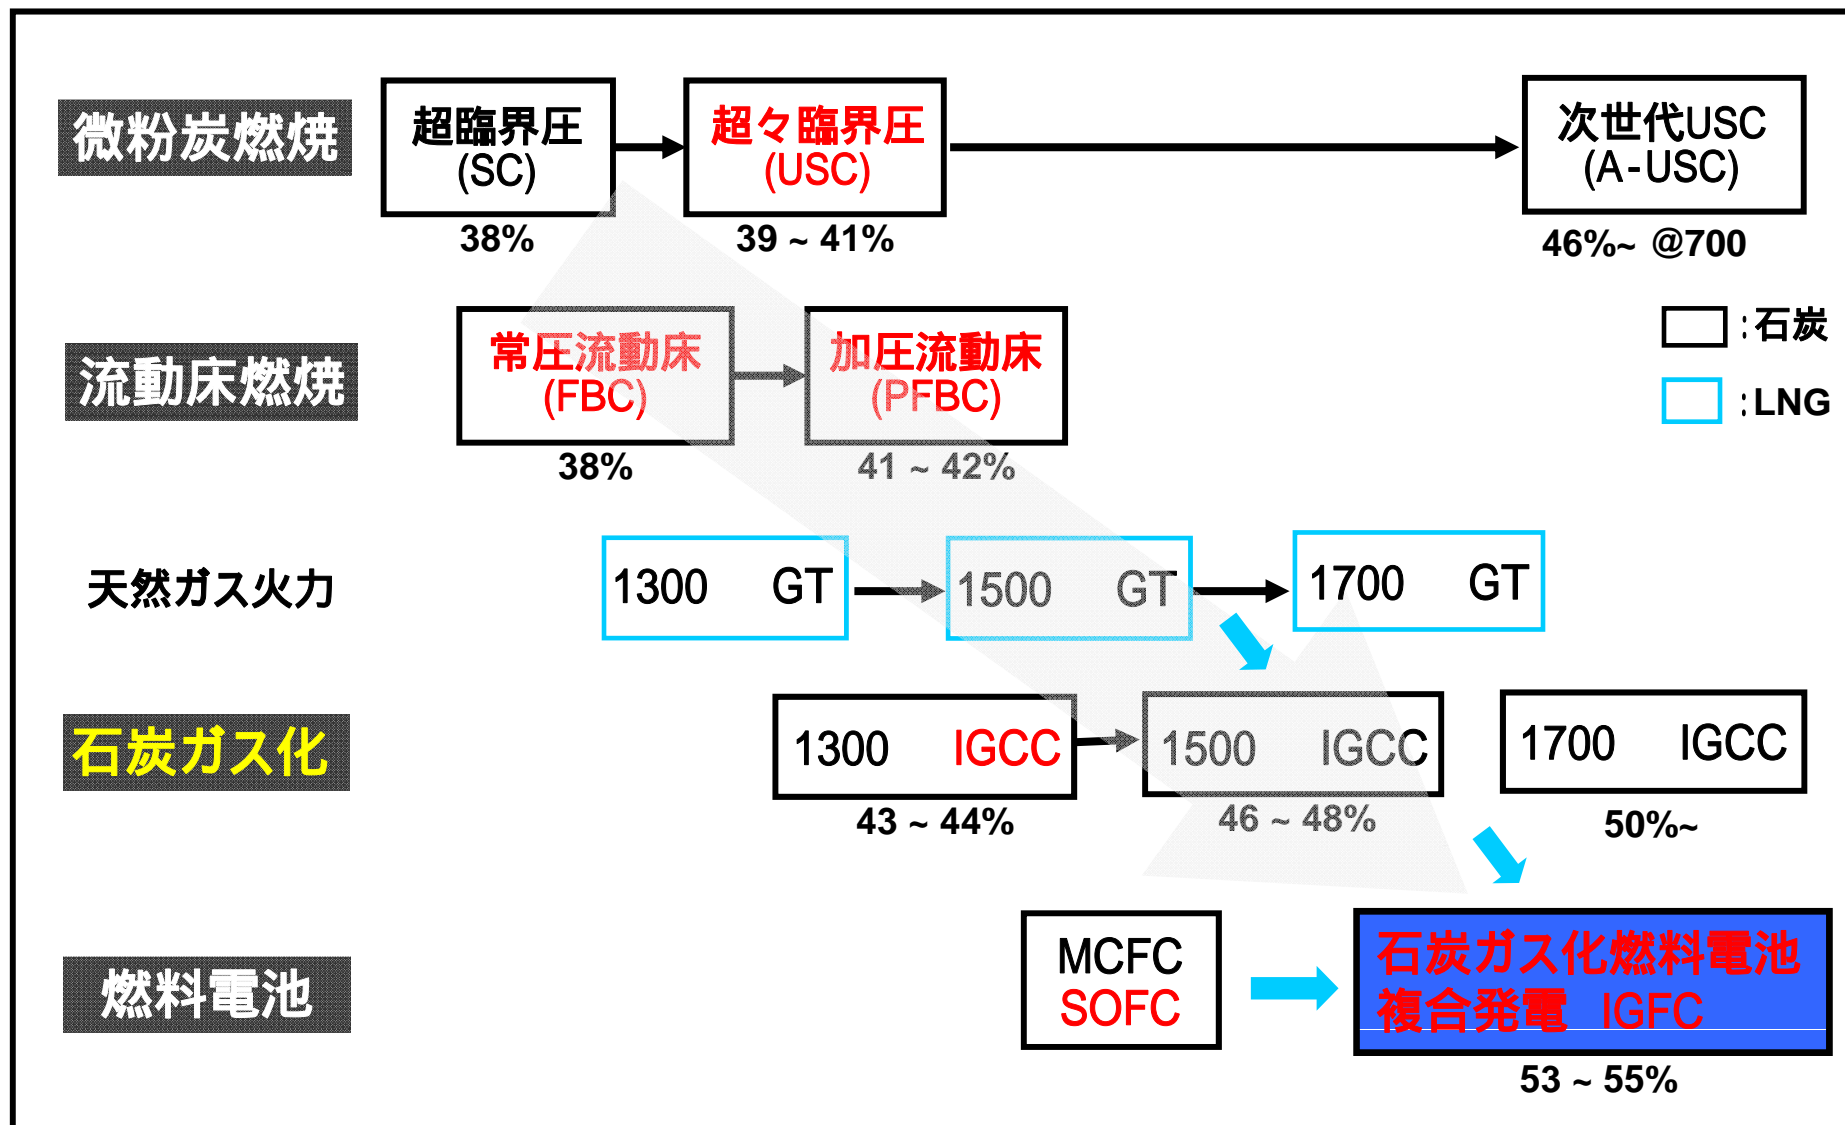 微粉炭燃焼
超臨界圧
(SC)
38%
超々臨界圧
(USC)
39 ~ 41%
次世代USC
(A-USC)
46%~ @700
流動床燃焼
常圧流動床
(FBC)
38%
加圧流動床
(PFBC)
41 ~ 42%
:石炭
:LNG
天然ガス火力
1300 GT
1500 GT
1700 GT
石炭ガス化
1300 IGCC
43 ~ 44%
1500 IGCC
46 ~ 48%
1700 IGCC
50%~
燃料電池
MCFC
SOFC
石炭ガス化燃料電池
複合発電 IGFC
53 ~ 55%